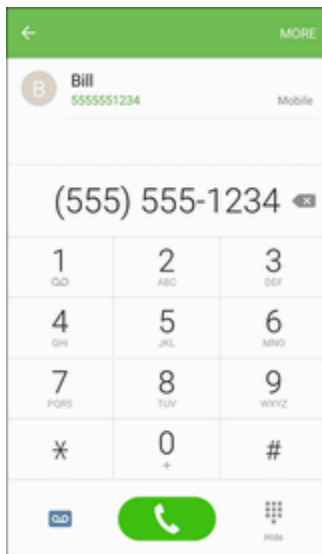 MORE
B
Bill
5555551234 Mobile
(555) 555-1234
1 2 3
ABC DEF
4 5 6
GHI JKL MNO
7 8 9
PQRS TUV WXYZ
* 0 #
+
Hide